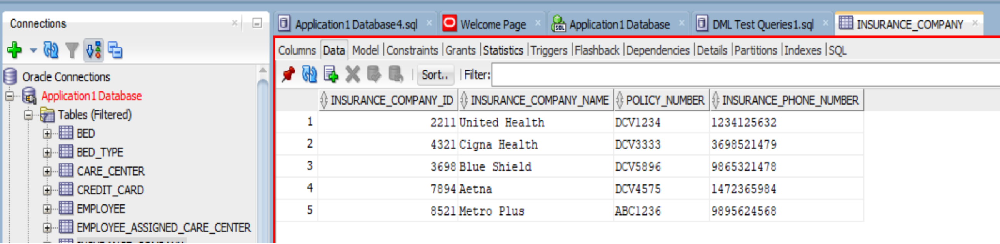 Connections
Oracle Connections
Application1 Database
Tables (Filtered)
BED
BED_TYPE
CARE_CENTER
CREDIT_CARD
EMPLOYEE
EMPLOYEE_ASSIGNED_CARE_CENTER
Application1 Database4.sql Welcome Page Application1 Database DML Test Queries1.sql INSURANCE_COMPANY
Columns Data Model Constraints Grants Statistics Triggers Flashback Dependencies Details Partitions Indexes SQL
Sort.. Filter:
INSURANCE_COMPANY_ID INSURANCE_COMPANY_NAME POLICY_NUMBER INSURANCE_PHONE_NUMBER
1 2211 United Health DCV1234 1234125632
2 4321 Cigna Health DCV3333 3698521479
3 3698 Blue Shield DCV5896 9865321478
4 7894 Aetna DCV4575 1472365984
5 8521 Metro Plus ABC1236 9895624568